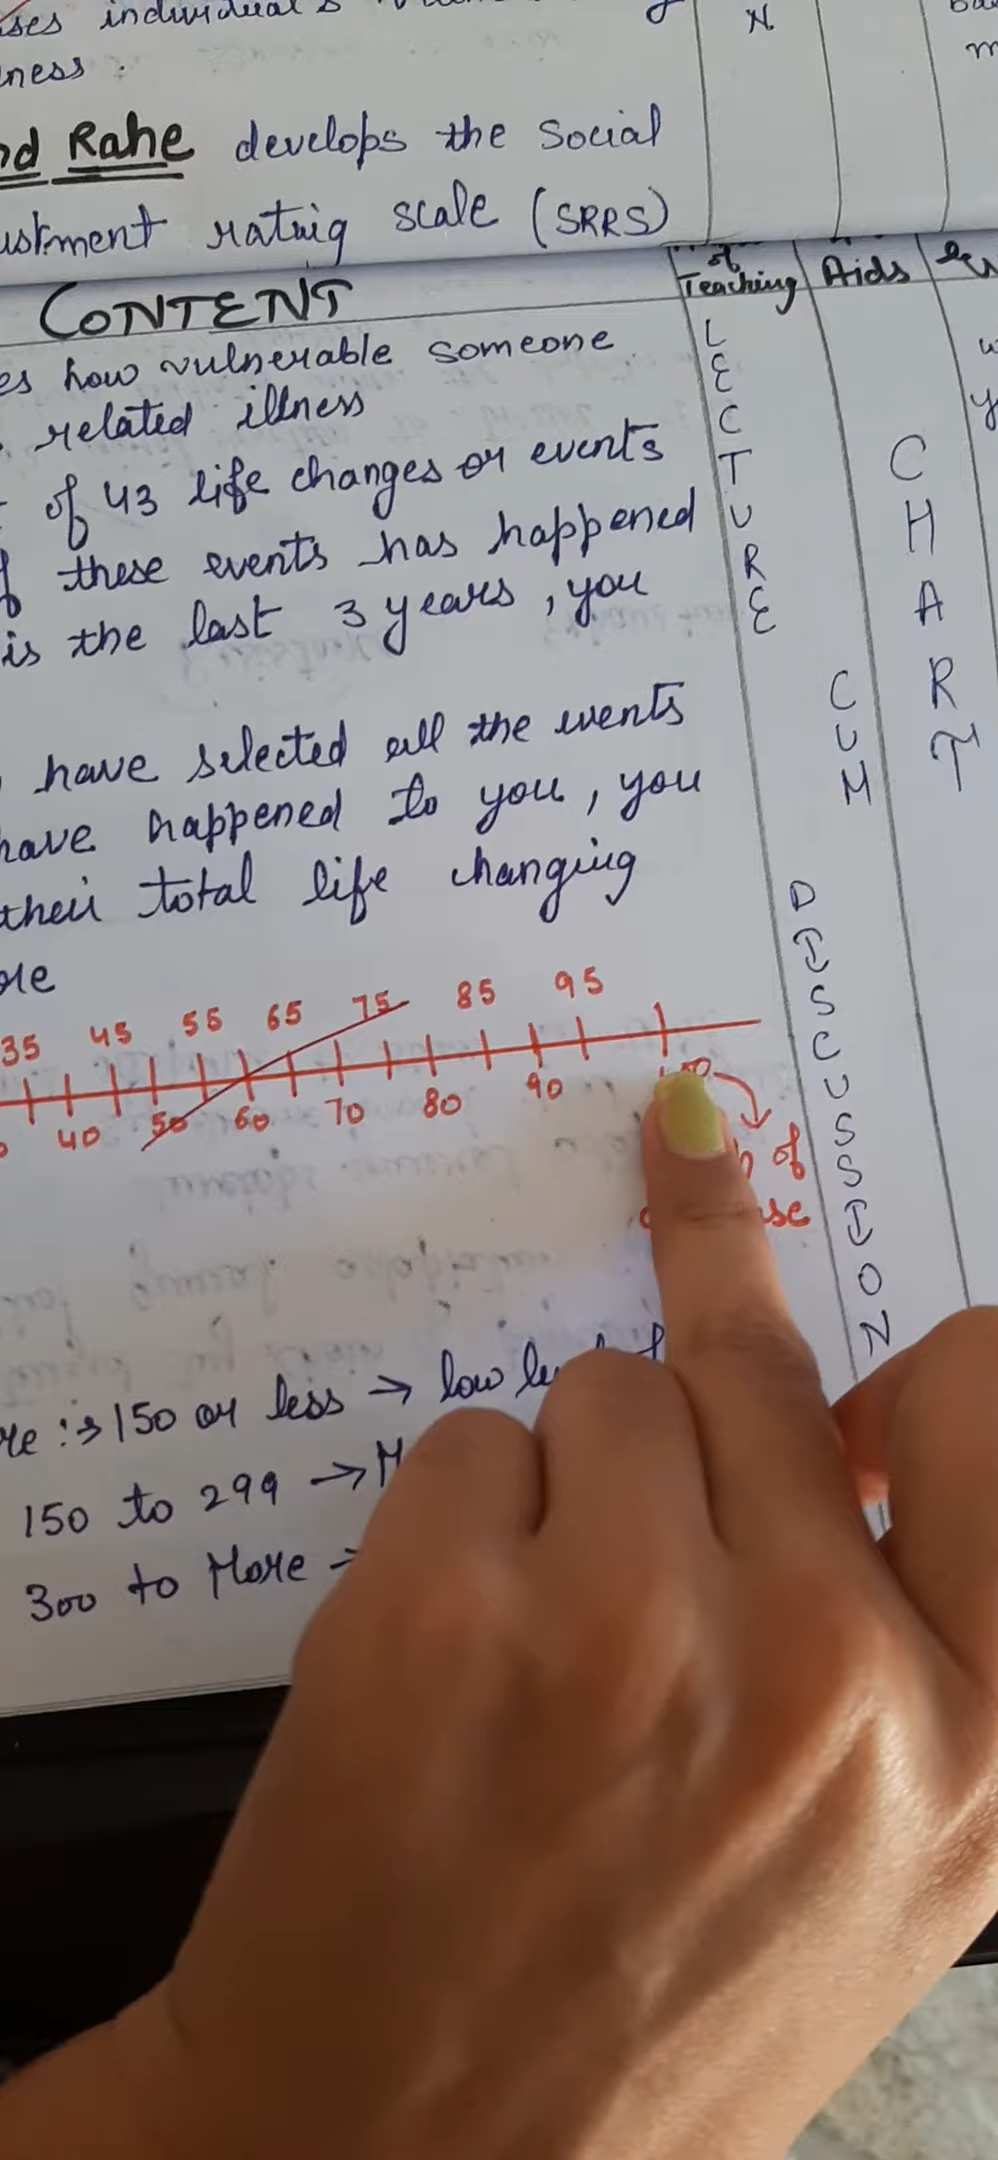 ses individual's
ness.
nd Rahe develops the Social
ustment rating scale (SRRS)
N
CONTENT
of
Teaching
Aids
es how vulnerable someone
related illness
of 43 life changes or events
f these events has happened
is the last 3 years, you
have selected all the events
have happened to you, you
their total life changing
ore
35 45 55 65 75 85 95
40 50 60 70 80 90 100
of
se
re :→ 150 or less → low
150 to 299 → M
300 to More →
LECTURE
CUM
DISCUSSION
CHART